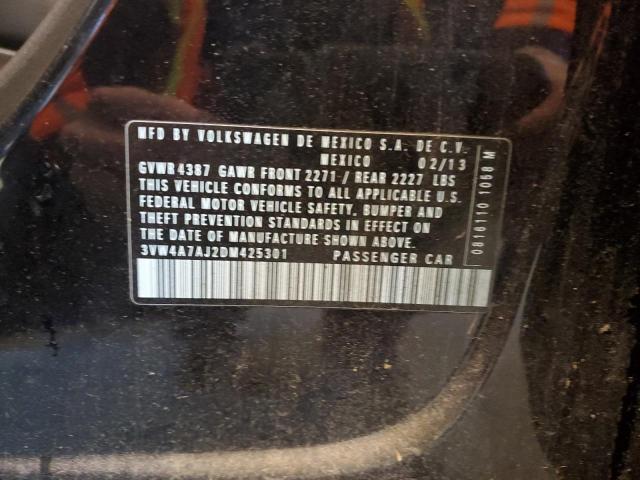 MFD BY VOLKSWAGEN DE MEXICO S.A. DE C.V.
MEXICO 02/13
GVWR 4387 GAWR FRONT 2271 / REAR 2227 LBS
THIS VEHICLE CONFORMS TO ALL APPLICABLE U.S.
FEDERAL MOTOR VEHICLE SAFETY, BUMPER AND
THEFT PREVENTION STANDARDS IN EFFECT ON
THE DATE OF MANUFACTURE SHOWN ABOVE.
3VW4A7AJ2DM425301 PASSENGER CAR
0816110 1068 M